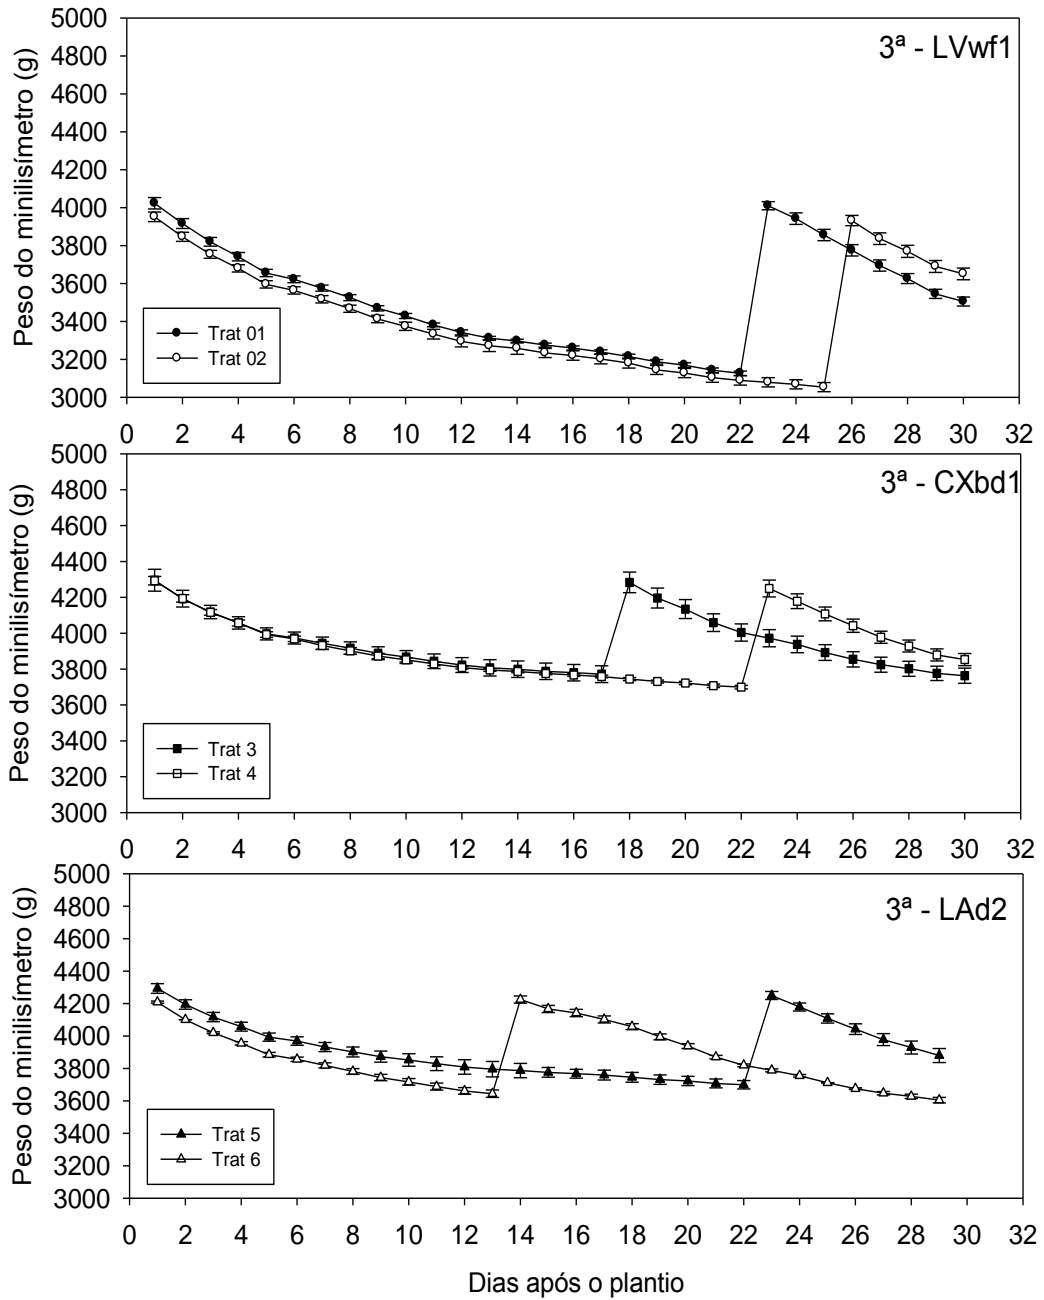 3ª - LVwf1
Peso do minilisímetro (g)
5000
4800
4600
4400
4200
4000
3800
3600
3400
3200
3000
Trat 01
Trat 02
0 2 4 6 8 10 12 14 16 18 20 22 24 26 28 30 32
3ª - CXbd1
Peso do minilisímetro (g)
5000
4800
4600
4400
4200
4000
3800
3600
3400
3200
3000
Trat 3
Trat 4
0 2 4 6 8 10 12 14 16 18 20 22 24 26 28 30 32
3ª - LAd2
Peso do minilisímetro (g)
5000
4800
4600
4400
4200
4000
3800
3600
3400
3200
3000
Trat 5
Trat 6
0 2 4 6 8 10 12 14 16 18 20 22 24 26 28 30 32
Dias após o plantio